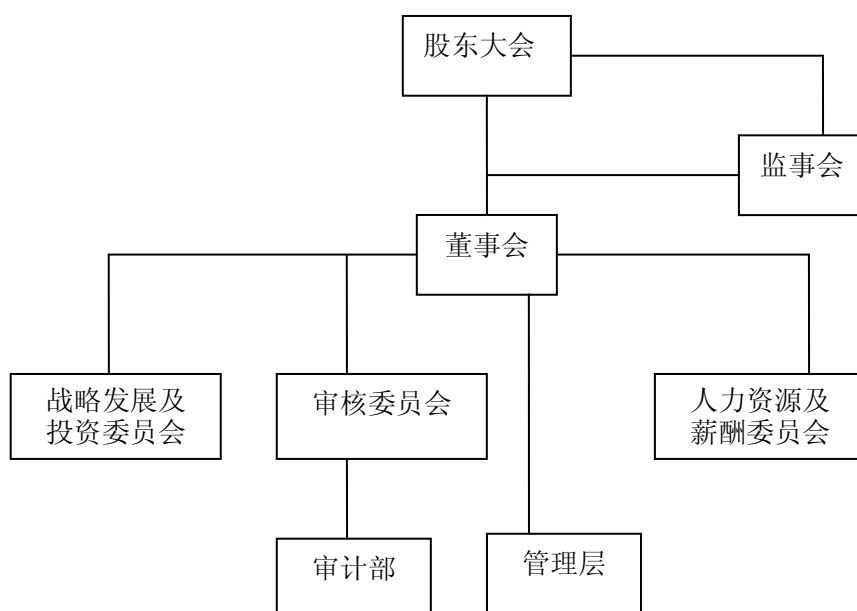 股东大会
监事会
董事会
战略发展及
投资委员会
审核委员会
人力资源及
薪酬委员会
审计部
管理层